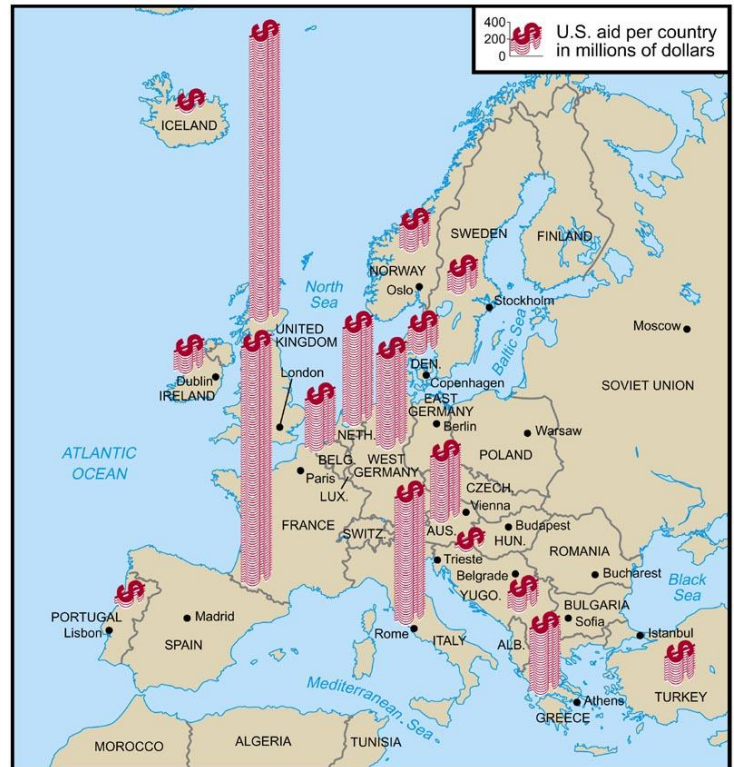 400
200
0
U.S. aid per country
in millions of dollars
$
$
$
ICELAND
$
SWEDEN
FINLAND
NORWAY
$
Oslo
North
Sea
Stockholm
$
$
Baltic Sea
Moscow
$
$
UNITED
KINGDOM
$
DEN.
London
Dublin
Copenhagen
SOVIET UNION
IRELAND
$
EAST
GERMANY
Berlin
Warsaw
NETH.
ATLANTIC
OCEAN
$
POLAND
BELG.
WEST
GERMANY
Paris
CZECH.
LUX.
$
Vienna
FRANCE
Budapest
SWITZ.
AUS.
$
HUN.
ROMANIA
Trieste
Belgrade
Bucharest
Black
Sea
$
$
YUGO.
BULGARIA
PORTUGAL
Madrid
Sofia
Lisbon
$
Istanbul
Rome
ITALY
ALB.
SPAIN
$
Mediterranean Sea
TURKEY
Athens
GREECE
MOROCCO
ALGERIA
TUNISIA